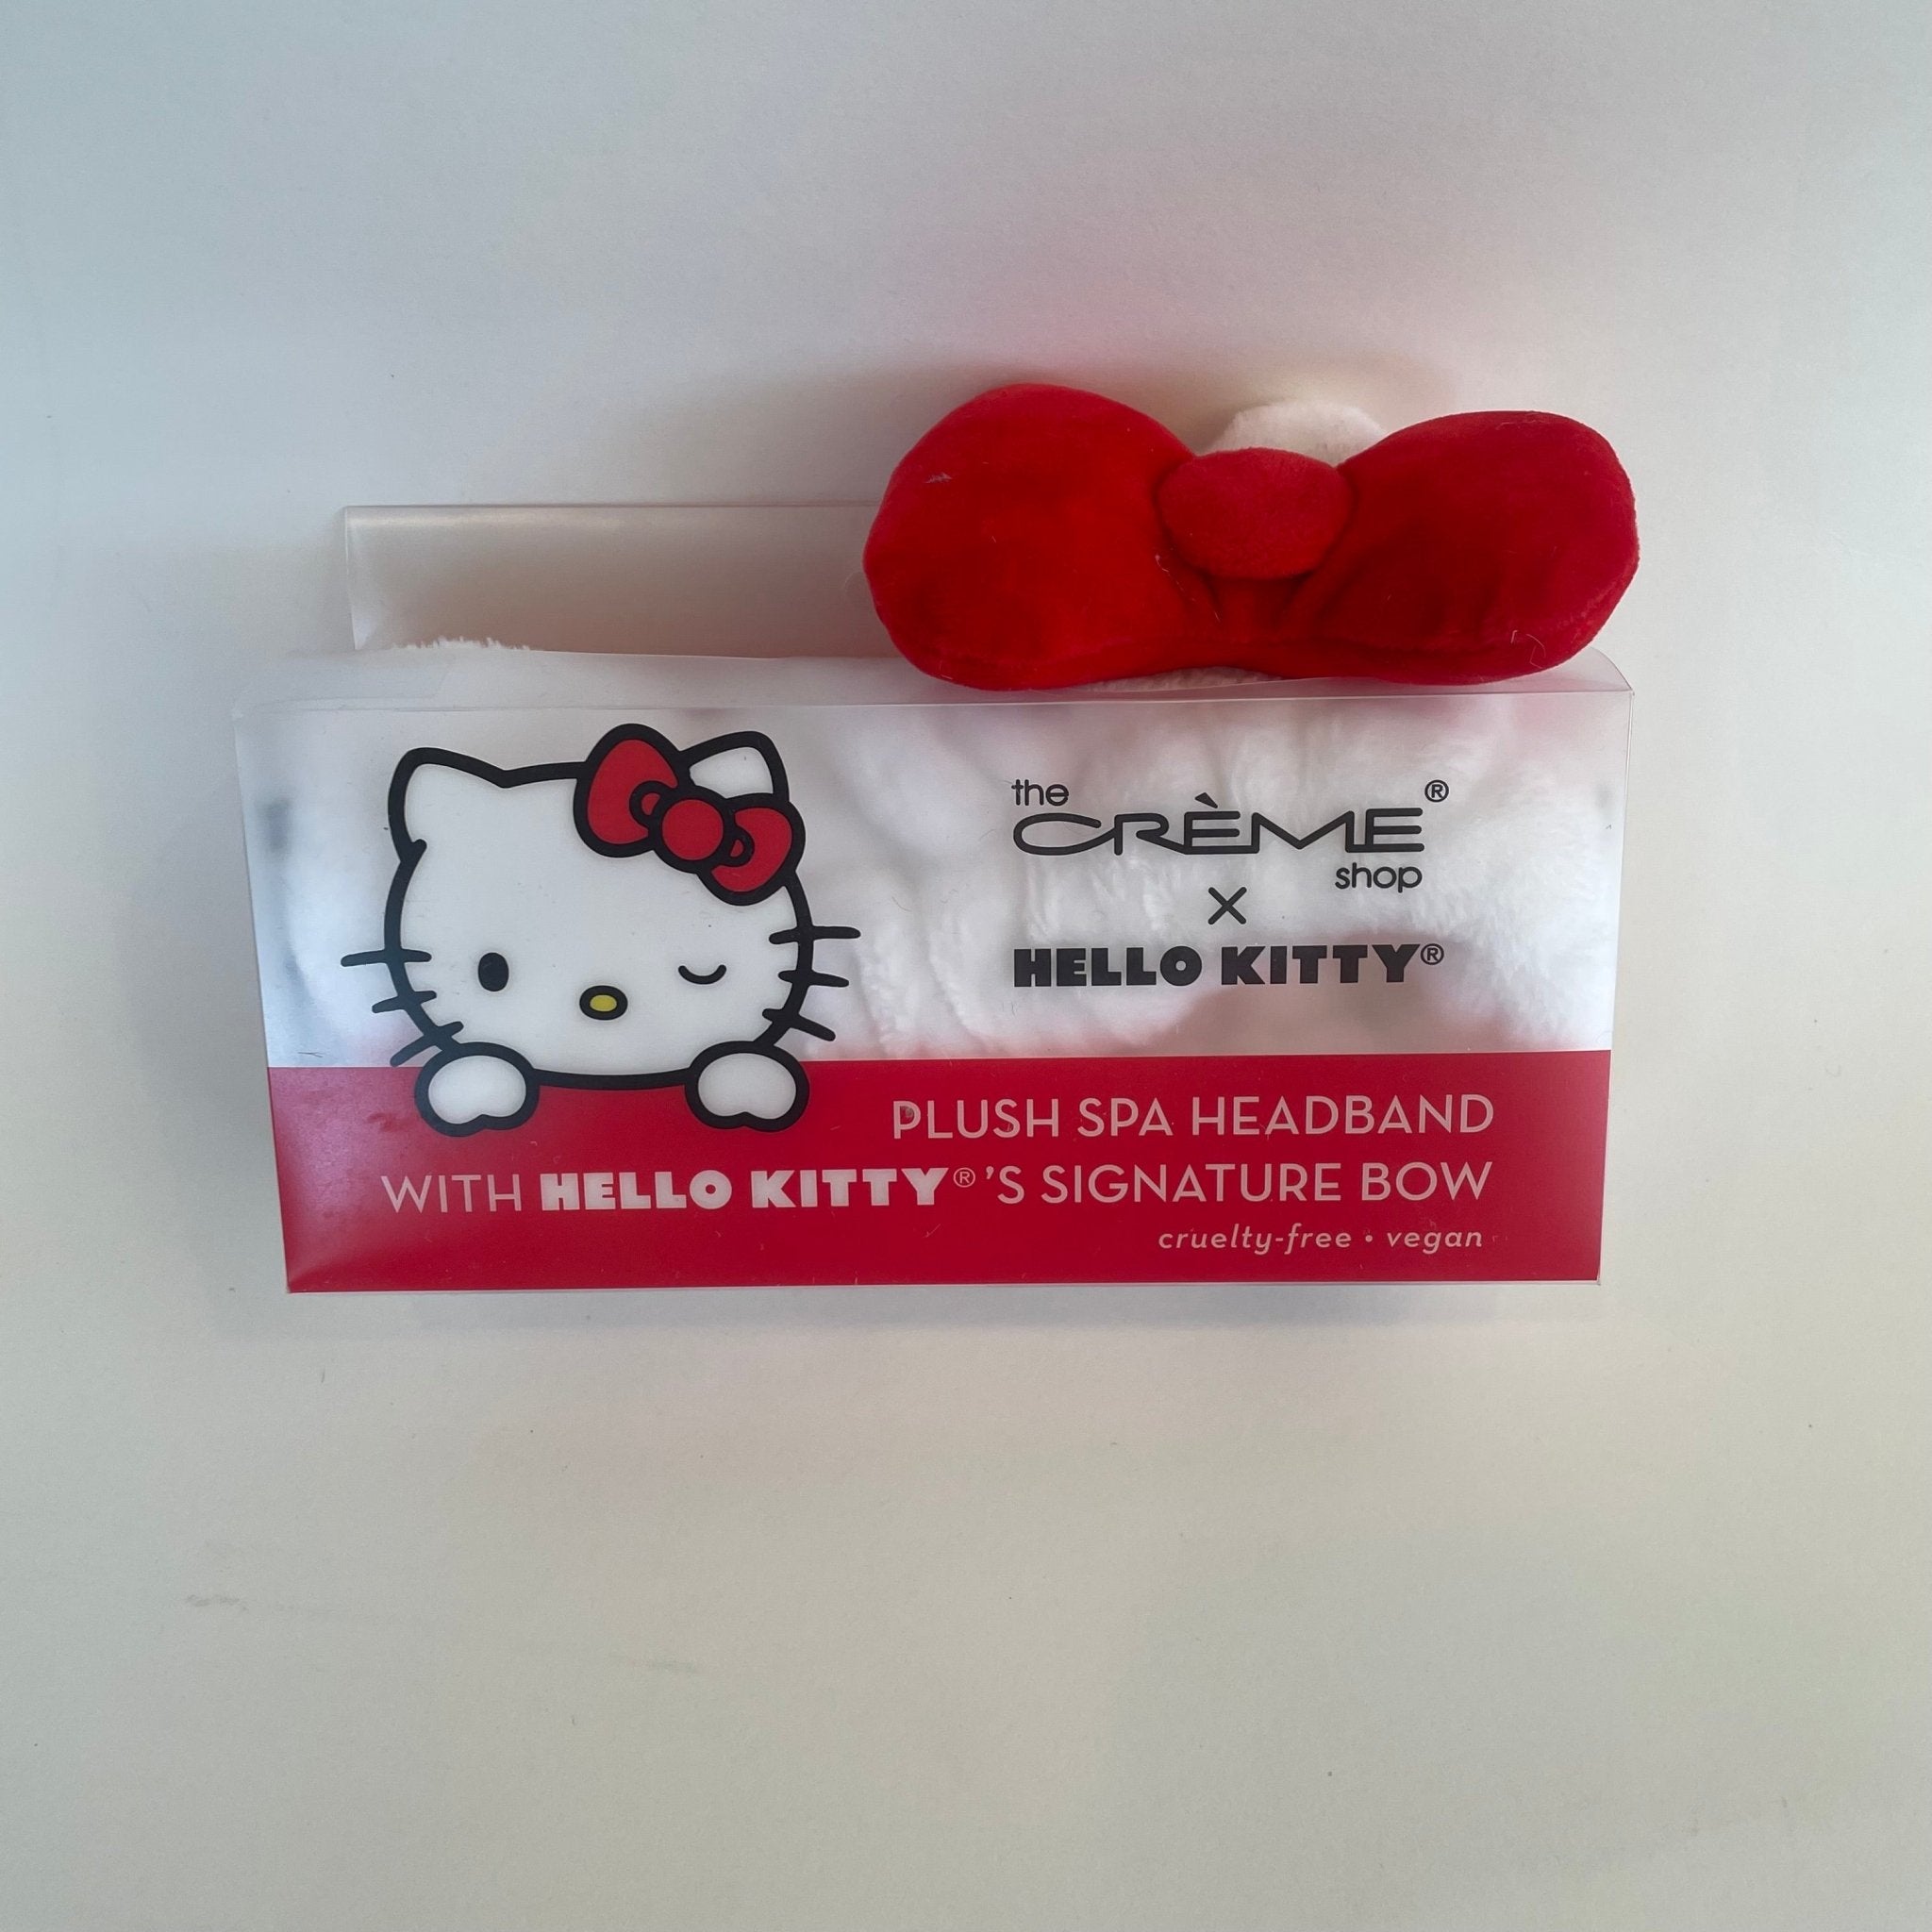 the
CRÈME®
shop
×
HELLO KITTY®
PLUSH SPA HEADBAND
WITH HELLO KITTY®'S SIGNATURE BOW
cruelty-free • vegan